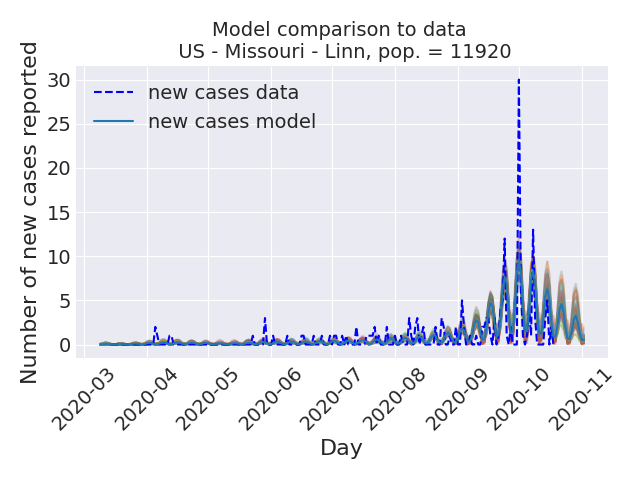 Model comparison to data
US - Missouri - Linn, pop. = 11920
Number of new cases reported
30
25
20
15
10
5
0
new cases data
new cases model
2020-03
2020-04
2020-05
2020-06
2020-07
2020-08
2020-09
2020-10
2020-11
Day